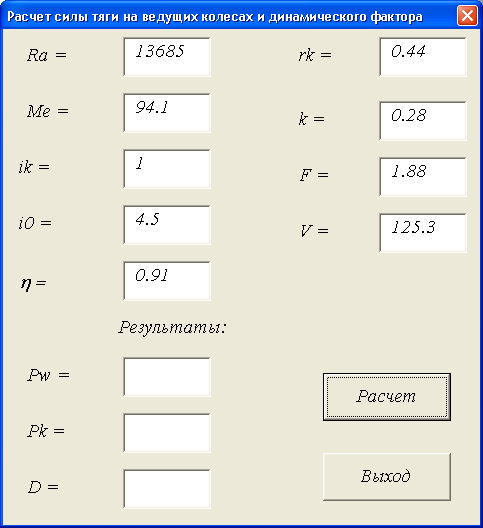 Расчет силы тяги на ведущих колесах и динамического фактора
Ra = 13685
rk = 0.44
Me = 94.1
k = 0.28
ik = 1
F = 1.88
i0 = 4.5
V = 125.3
η = 0.91
Результаты:
Pw =
Pk =
D =
Расчет
Выход